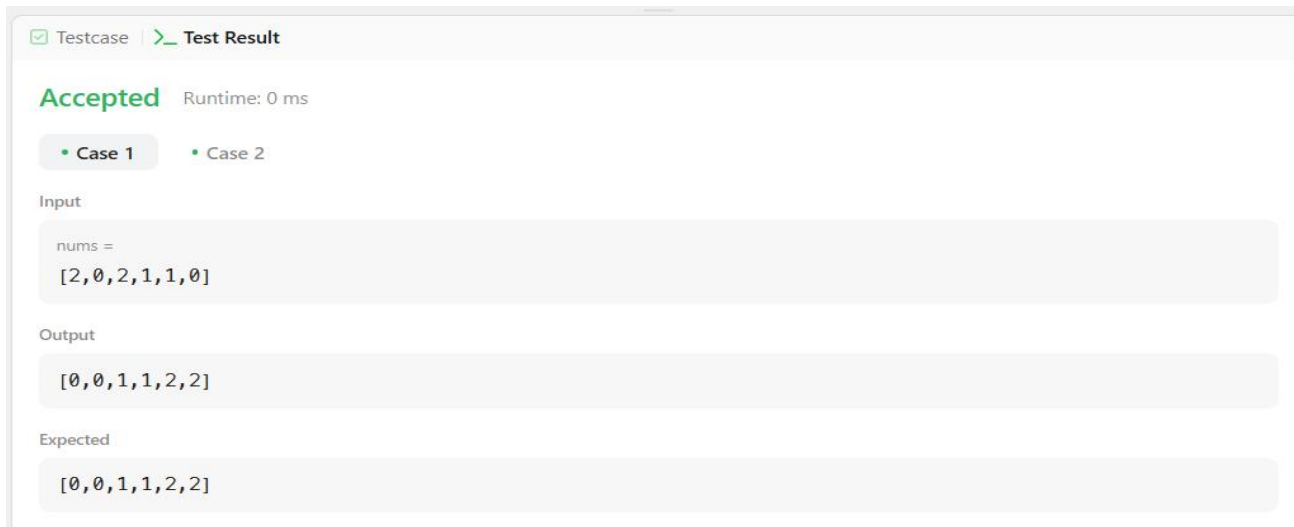 Testcase | >_ Test Result
Accepted Runtime: 0 ms
• Case 1 • Case 2
Input
nums =
[2,0,2,1,1,0]
Output
[0,0,1,1,2,2]
Expected
[0,0,1,1,2,2]